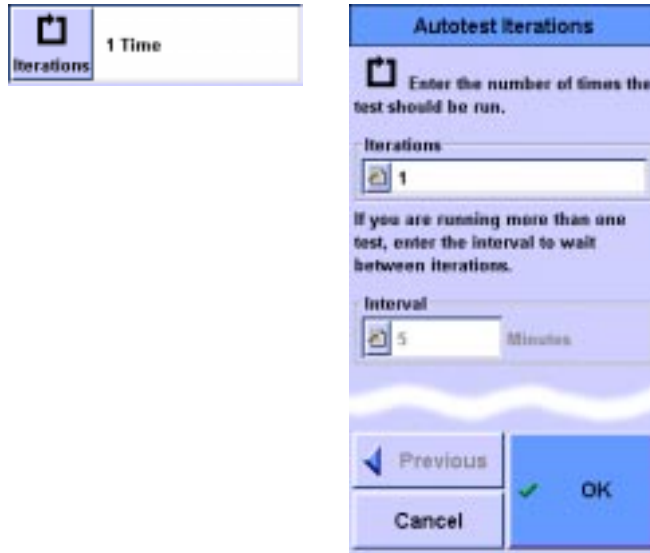 Iterations
1 Time
Autotest Iterations
Enter the number of times the
test should be run.
Iterations
1
If you are running more than one
test, enter the interval to wait
between iterations.
Interval
5 Minutes
Previous
OK
Cancel